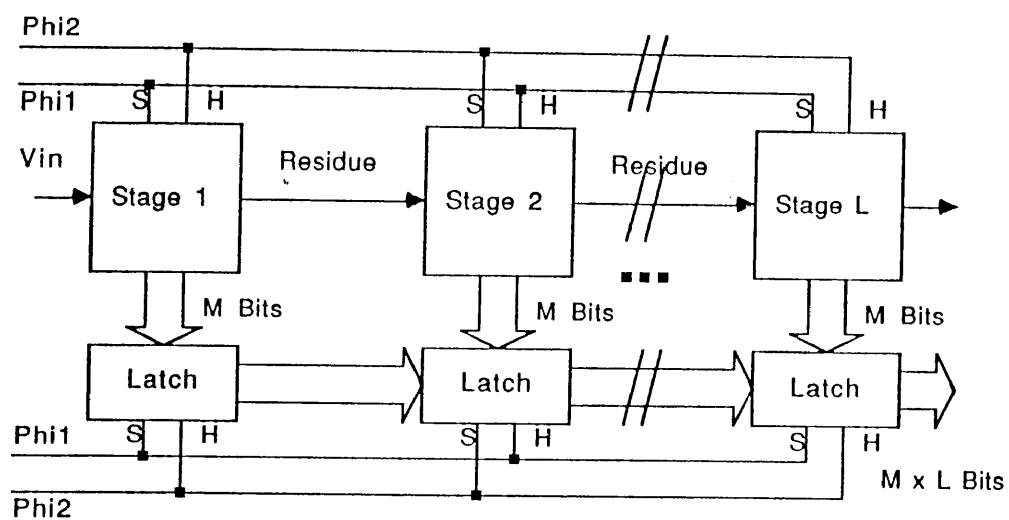 Phi2
Phi1
S H
S H
S H
Vin
Residue
Residue
Stage 1
Stage 2
Stage L
M Bits
M Bits
M Bits
Latch
Latch
Latch
Phi1
S H
S H
S H
M x L Bits
Phi2